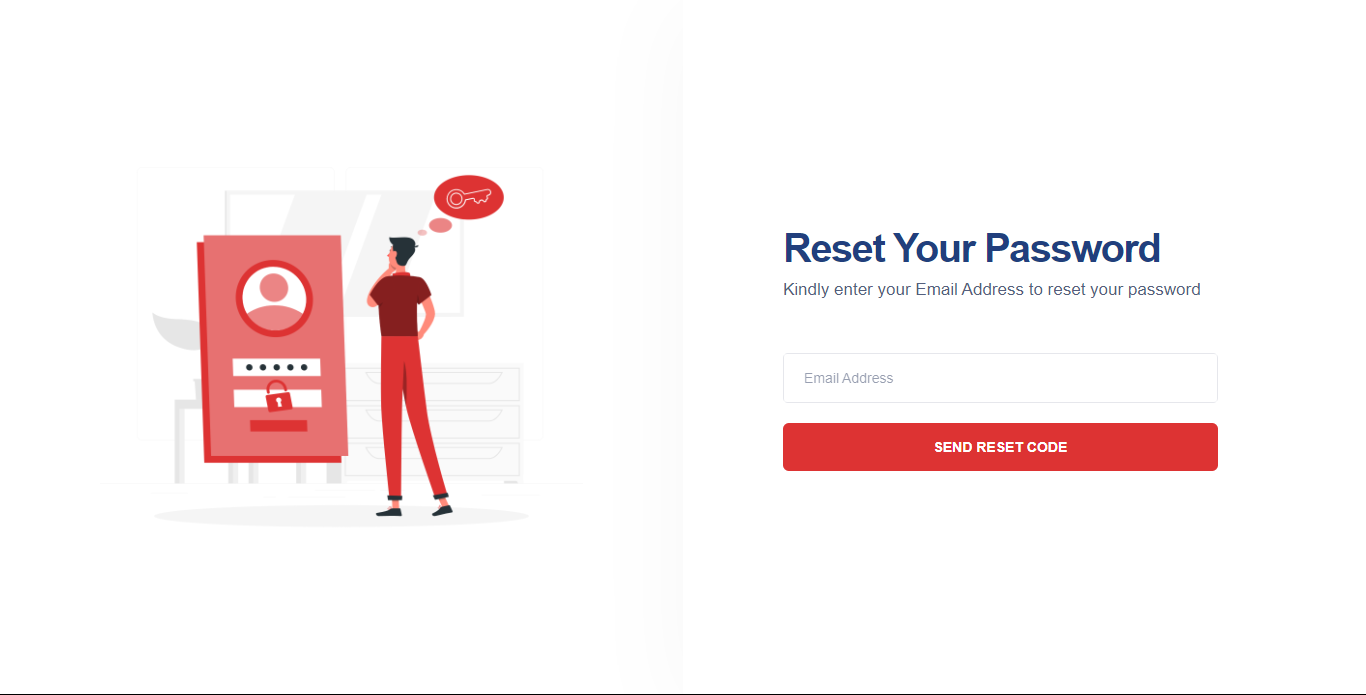 Reset Your Password
Kindly enter your Email Address to reset your password
Email Address
SEND RESET CODE